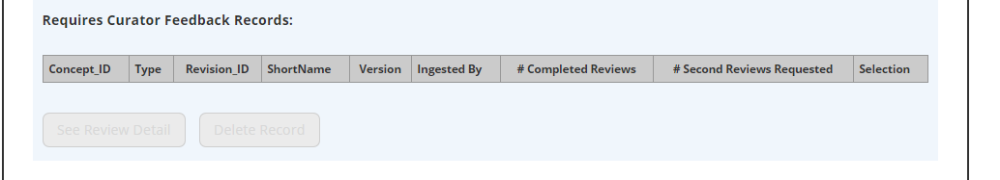 Requires Curator Feedback Records:
Concept_ID Type Revision_ID ShortName Version Ingested By # Completed Reviews # Second Reviews Requested Selection
See Review Detail Delete Record